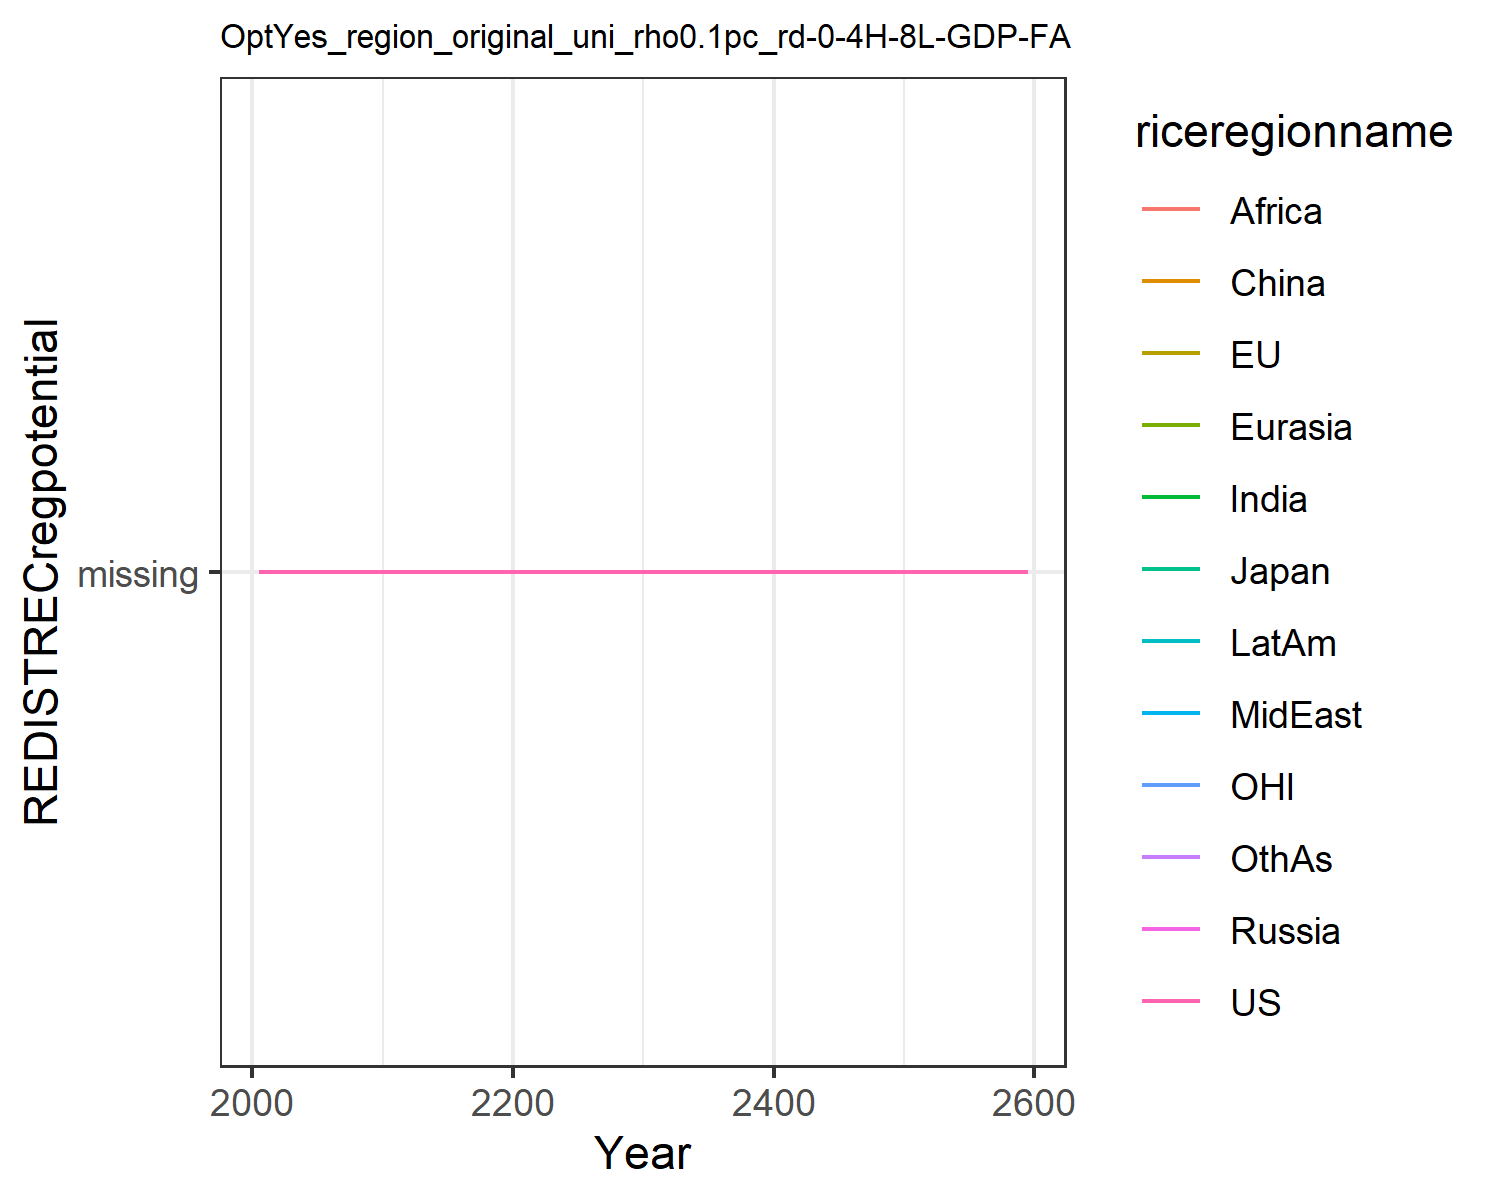 OptYes_region_original_uni_rho0.1pc_rd-0-4H-8L-GDP-FA
REDISTRECregpotential
missing
2000 2200 2400 2600
Year
riceregionname
Africa
China
EU
Eurasia
India
Japan
LatAm
MidEast
OHI
OthAs
Russia
US